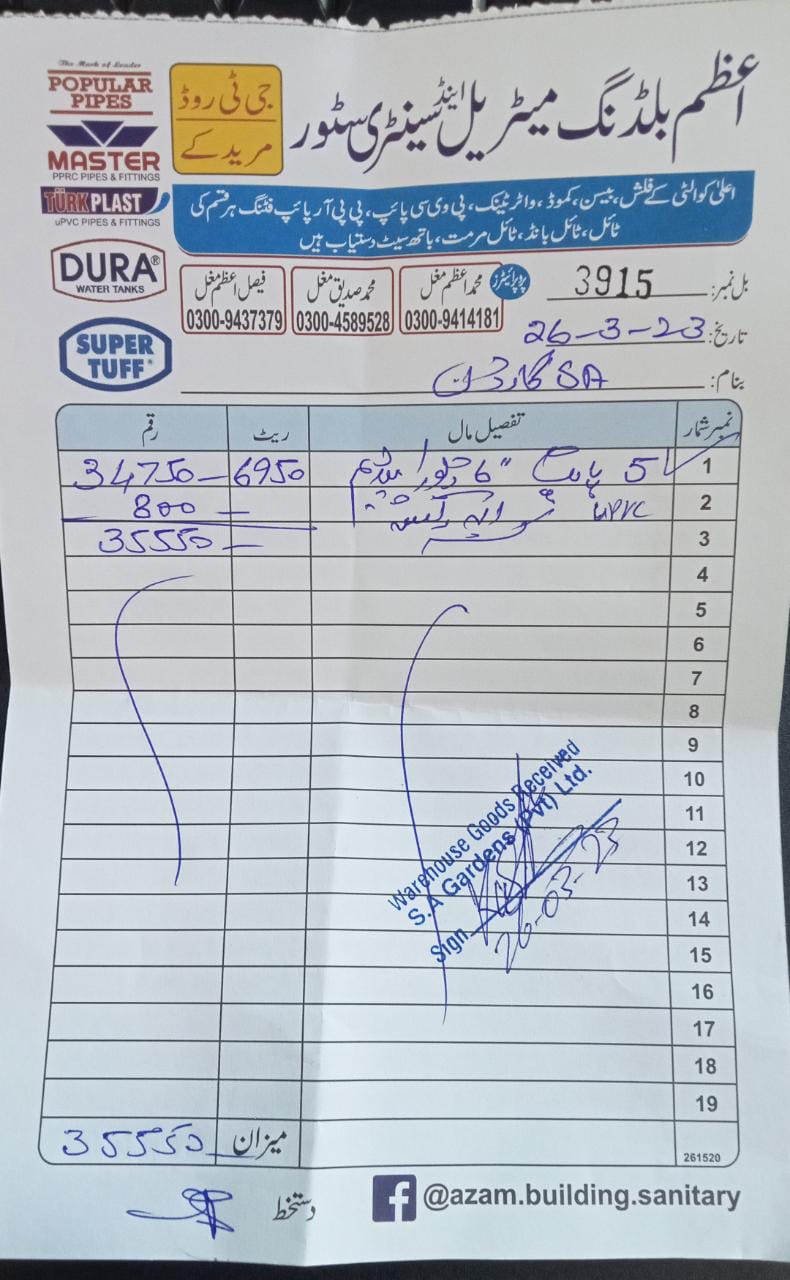 The Mark of Leader
POPULAR
PIPES
MASTER
PPRC PIPES & FITTINGS
TÜRKPLAST
uPVC PIPES & FITTINGS
DURA®
WATER TANKS
SUPER
TUFF
جی ٹی روڈ
مریدکے
اعظم بلڈنگ میٹریل اینڈ سینٹری سٹور
اعلیٰ کوالٹی کے فلش، بیسن، کموڈ، واٹر ٹینک، پی وی سی پائپ، پی پی آر پائپ فٹنگ ہر قسم کی
ٹائل، ٹائل بانڈ، ٹائل مرمت، باتھ سیٹ دستیاب ہیں
پروپرائیٹرز
محمد اعظم مغل
0300-9414181
محمد صدیق مغل
0300-4589528
فیصل اعظم مغل
0300-9437379
بل نمبر: 3915
تاریخ: 26-3-23
بنام: SA گارڈن
نمبر شمار تفصیل مال ریٹ رقم
1 5 پائپ 6" 6950 34750
2 UPVC 800
3 35550
4
5
6
7
8
9
10
11
12
13
14
15
16
17
18
19
Warehouse Goods Received
S.A Gardens (Pvt) Ltd.
Sign
26-03-23
میزان 35550
261520
دستخط
@azam.building.sanitary